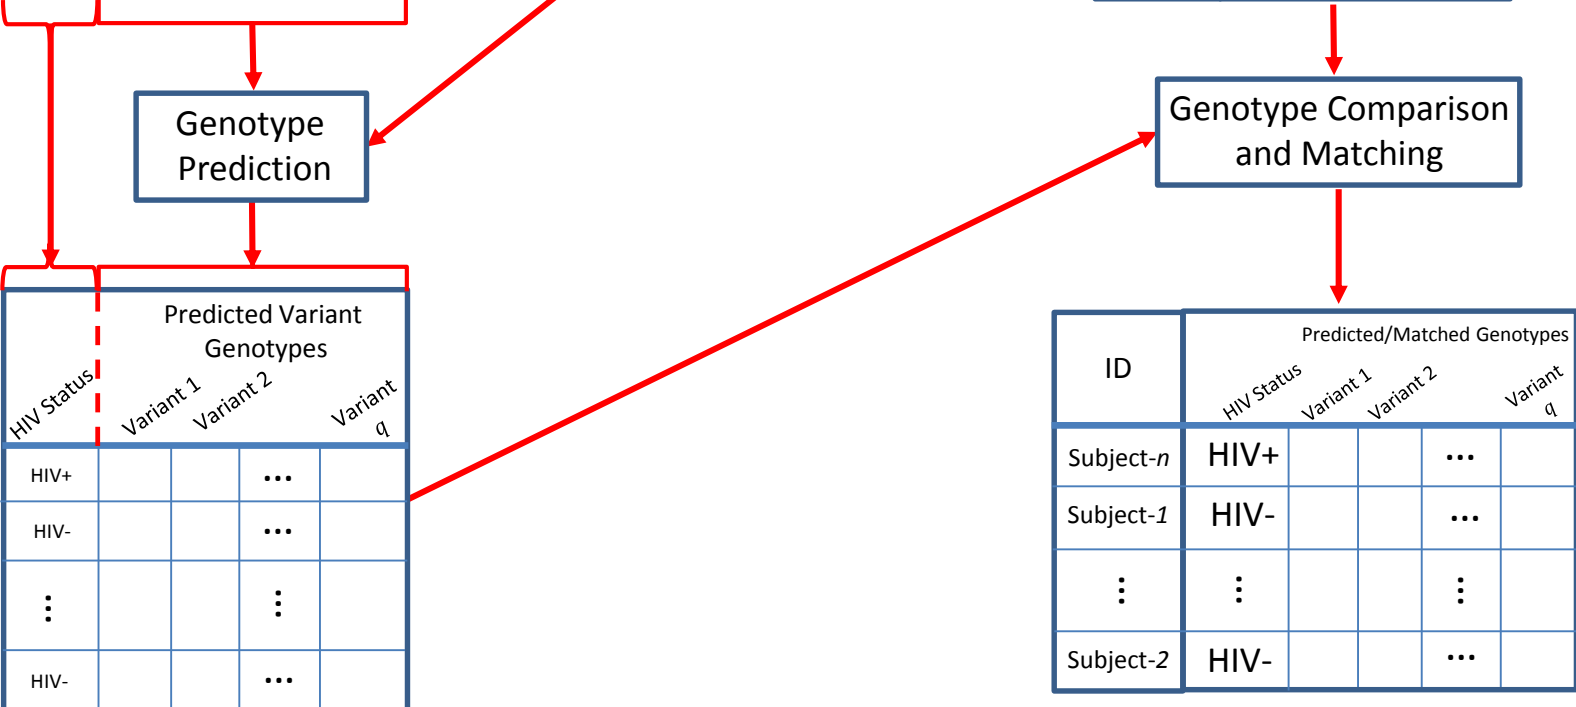 Genotype
Prediction
Genotype Comparison
and Matching
Predicted Variant
Genotypes
HIV Status
Variant 1
Variant 2
Variant
q
HIV+
...
HIV-
...
⋮
⋮
HIV-
...
ID
Predicted/Matched Genotypes
HIV Status
Variant 1
Variant 2
Variant
q
Subject-n
HIV+
...
Subject-1
HIV-
...
⋮
⋮
⋮
Subject-2
HIV-
...